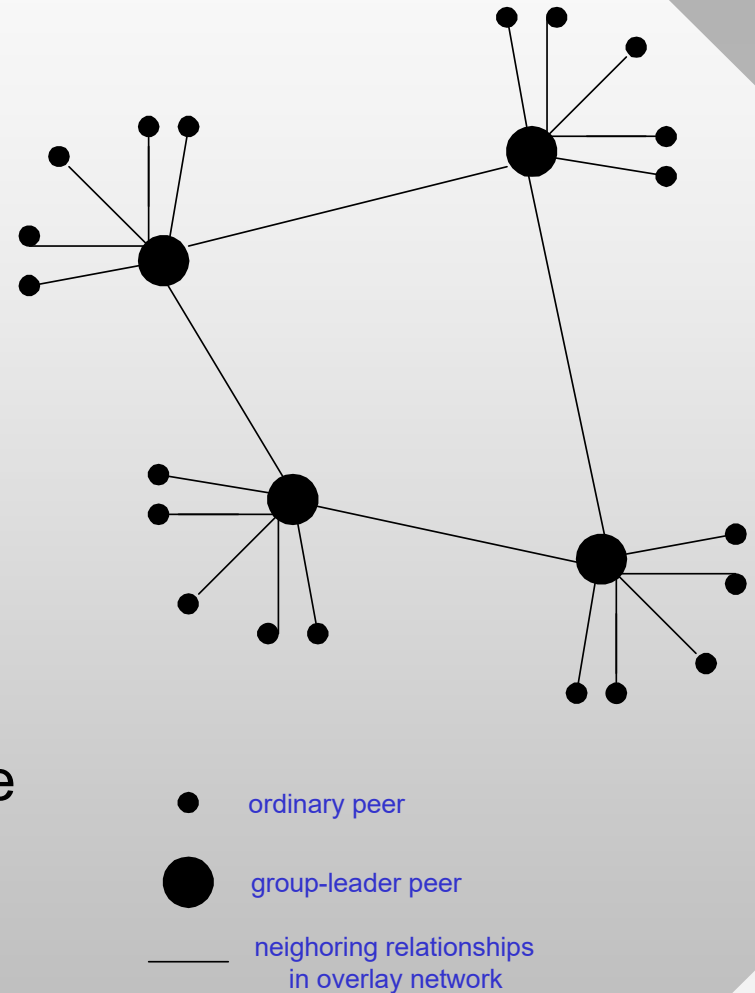 e
ordinary peer
group-leader peer
neighoring relationships
in overlay network